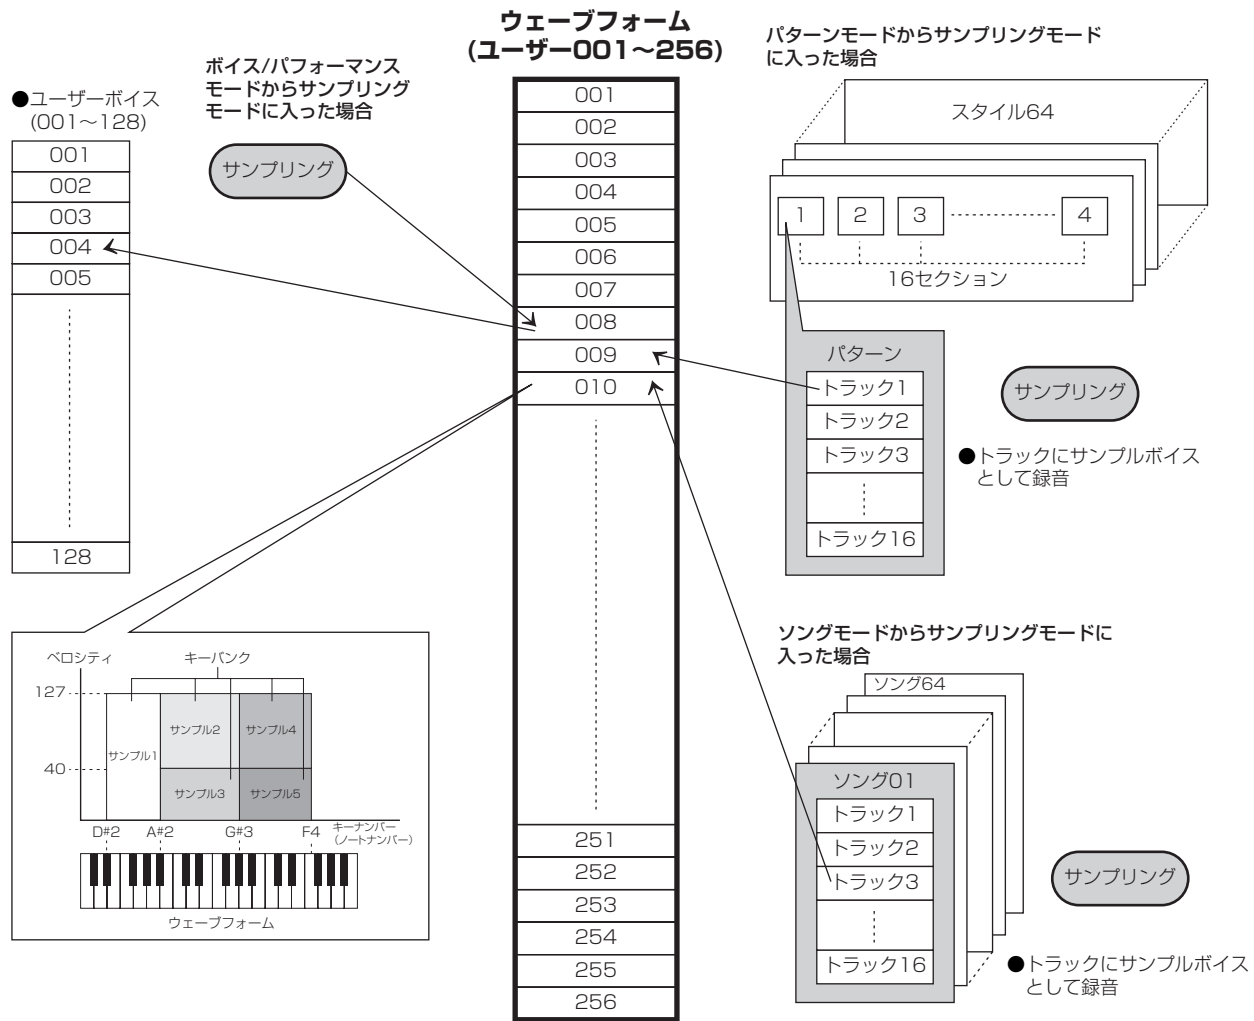 ウェーブフォーム
(ユーザー001～256)
ボイス/パフォーマンス
モードからサンプリング
モードに入った場合
サンプリング
●ユーザーボイス
(001～128)
001
002
003
004
005
128
001
002
003
004
005
006
007
008
009
010
251
252
253
254
255
256
パターンモードからサンプリングモード
に入った場合
スタイル64
1 2 3 4
16セクション
パターン
トラック1
トラック2
トラック3
トラック16
サンプリング
●トラックにサンプルボイス
として録音
ソングモードからサンプリングモードに
入った場合
ソング64
ソング01
トラック1
トラック2
トラック3
トラック16
サンプリング
●トラックにサンプルボイス
として録音
ベロシティ
キーバンク
127
40
サンプル1
サンプル2
サンプル4
サンプル3
サンプル5
D#2 A#2 G#3 F4
キーナンバー
(ノートナンバー)
ウェーブフォーム